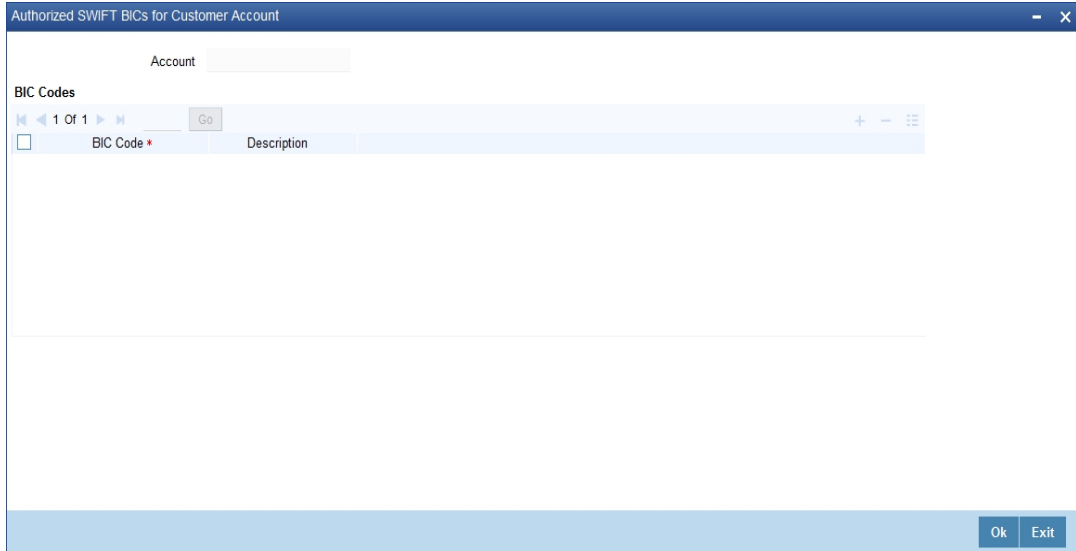 Authorized SWIFT BICs for Customer Account
Account
BIC Codes
1 Of 1 Go
BIC Code * Description
Ok Exit